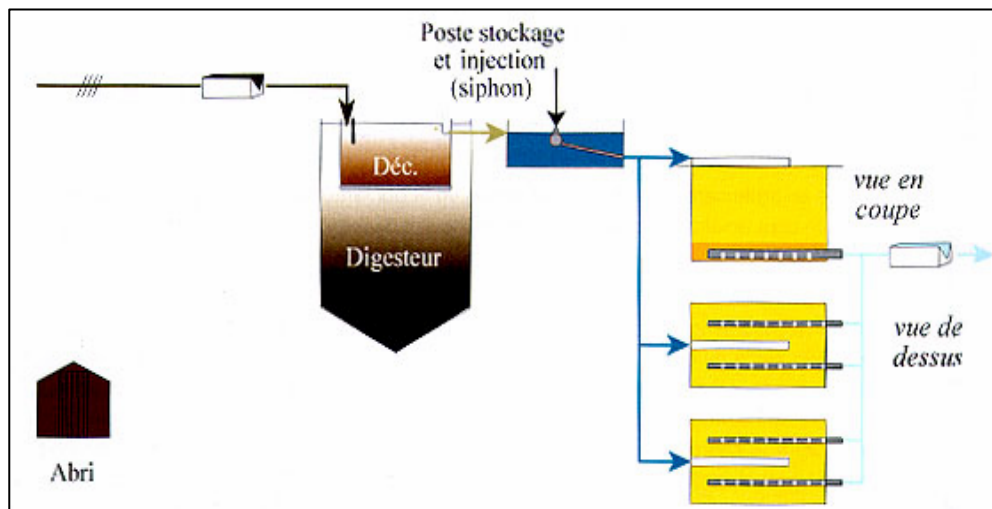 Poste stockage
et injection
(siphon)
Déc.
Digesteur
vue en
coupe
vue de
dessus
Abri